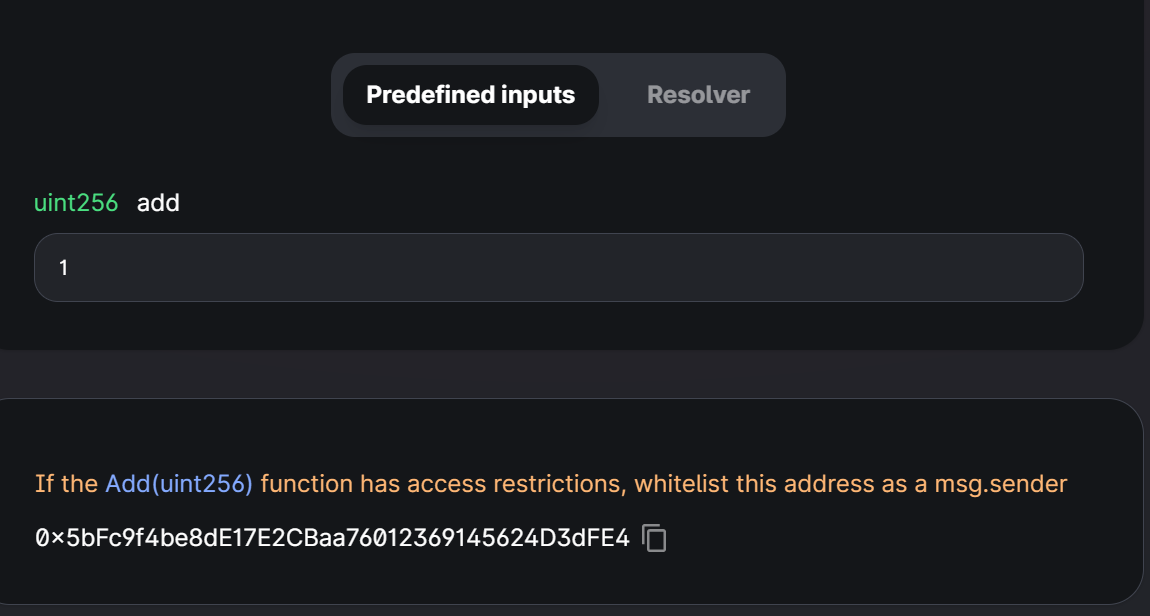 Predefined inputs Resolver
uint256 add
1
If the Add(uint256) function has access restrictions, whitelist this address as a msg.sender
0×5bFc9f4be8dE17E2CBaa76012369145624D3dFE4